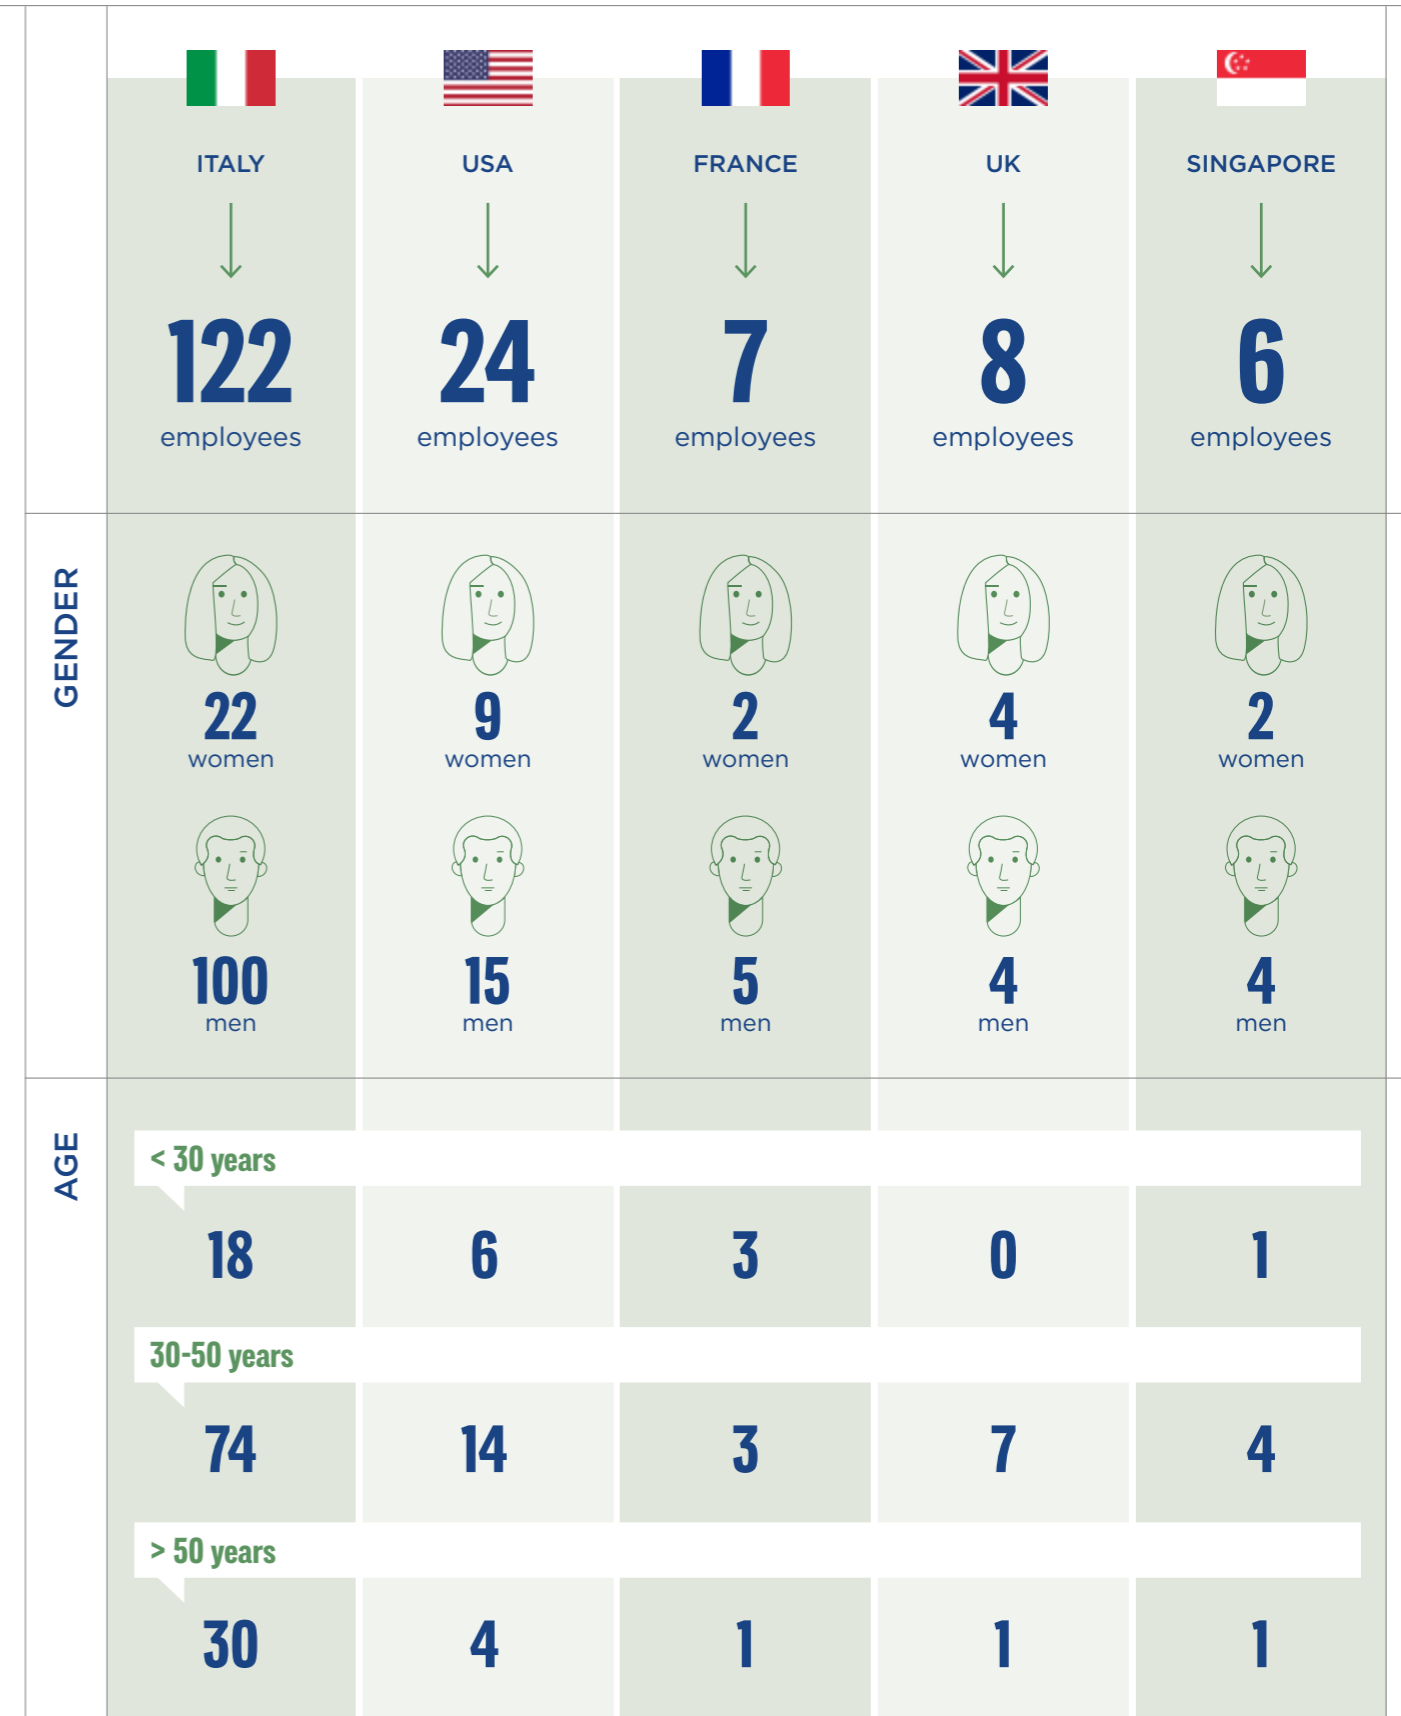 ITALY USA FRANCE UK SINGAPORE
122 24 7 8 6
employees employees employees employees employees
GENDER
22 9 2 4 2
women women women women women
100 15 5 4 4
men men men men men
AGE
< 30 years
18 6 3 0 1
30-50 years
74 14 3 7 4
> 50 years
30 4 1 1 1